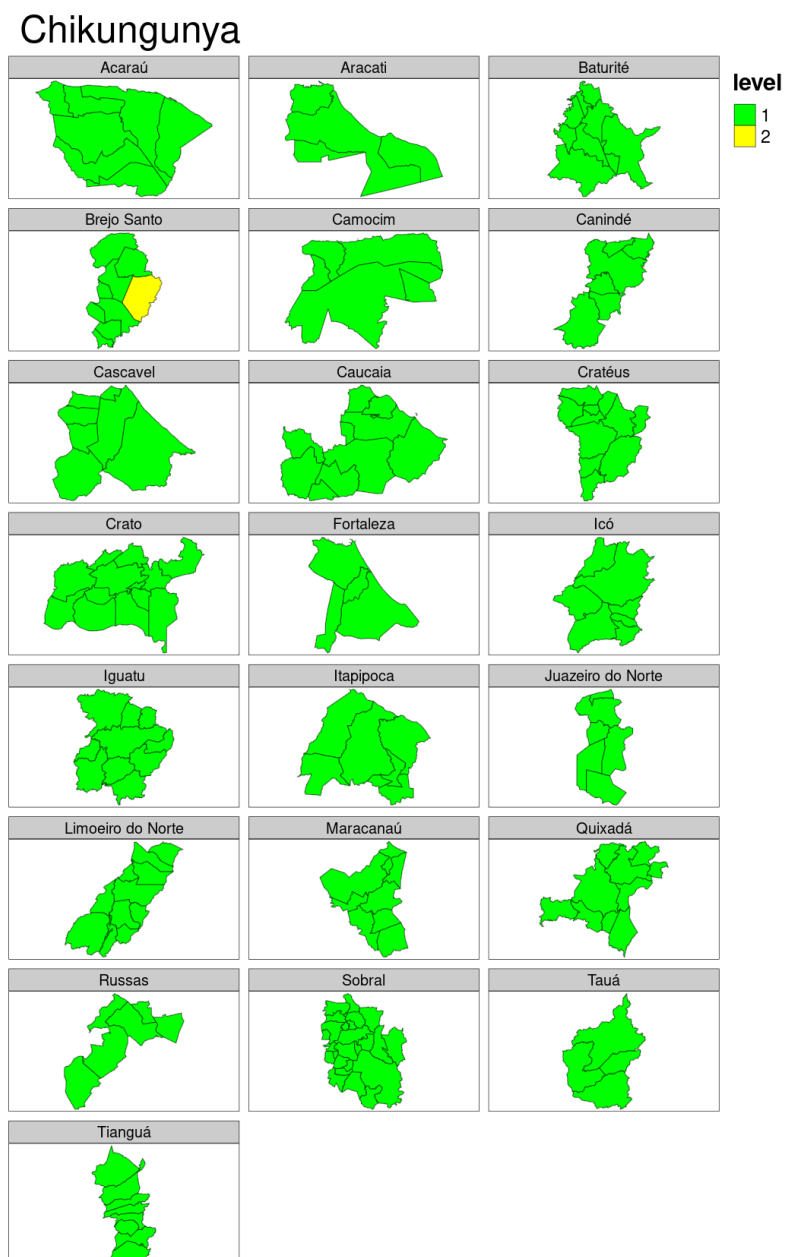 Chikungunya
Acaraú
Aracati
Baturité
level
1
2
Brejo Santo
Camocim
Canindé
Cascavel
Caucaia
Cratéus
Crato
Fortaleza
Icó
Iguatu
Itapipoca
Juazeiro do Norte
Limoeiro do Norte
Maracanaú
Quixadá
Russas
Sobral
Tauá
Tianguá